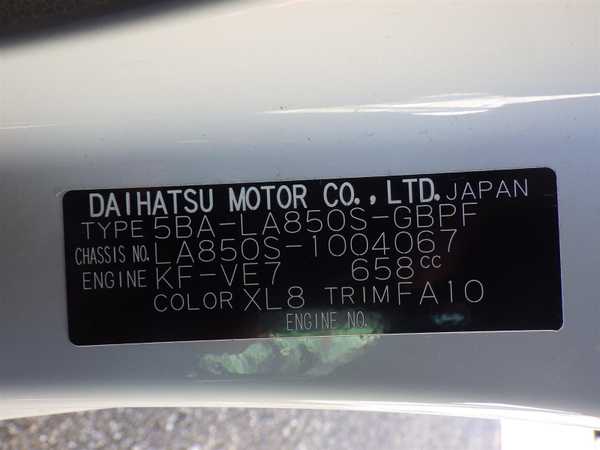 DAIHATSU MOTOR CO., LTD. JAPAN
TYPE 5BA-LA850S-GBPF
CHASSIS NO. LA850S-1004067
ENGINE KF-VE7 658cc
COLOR XL8 TRIM FA10
ENGINE NO.